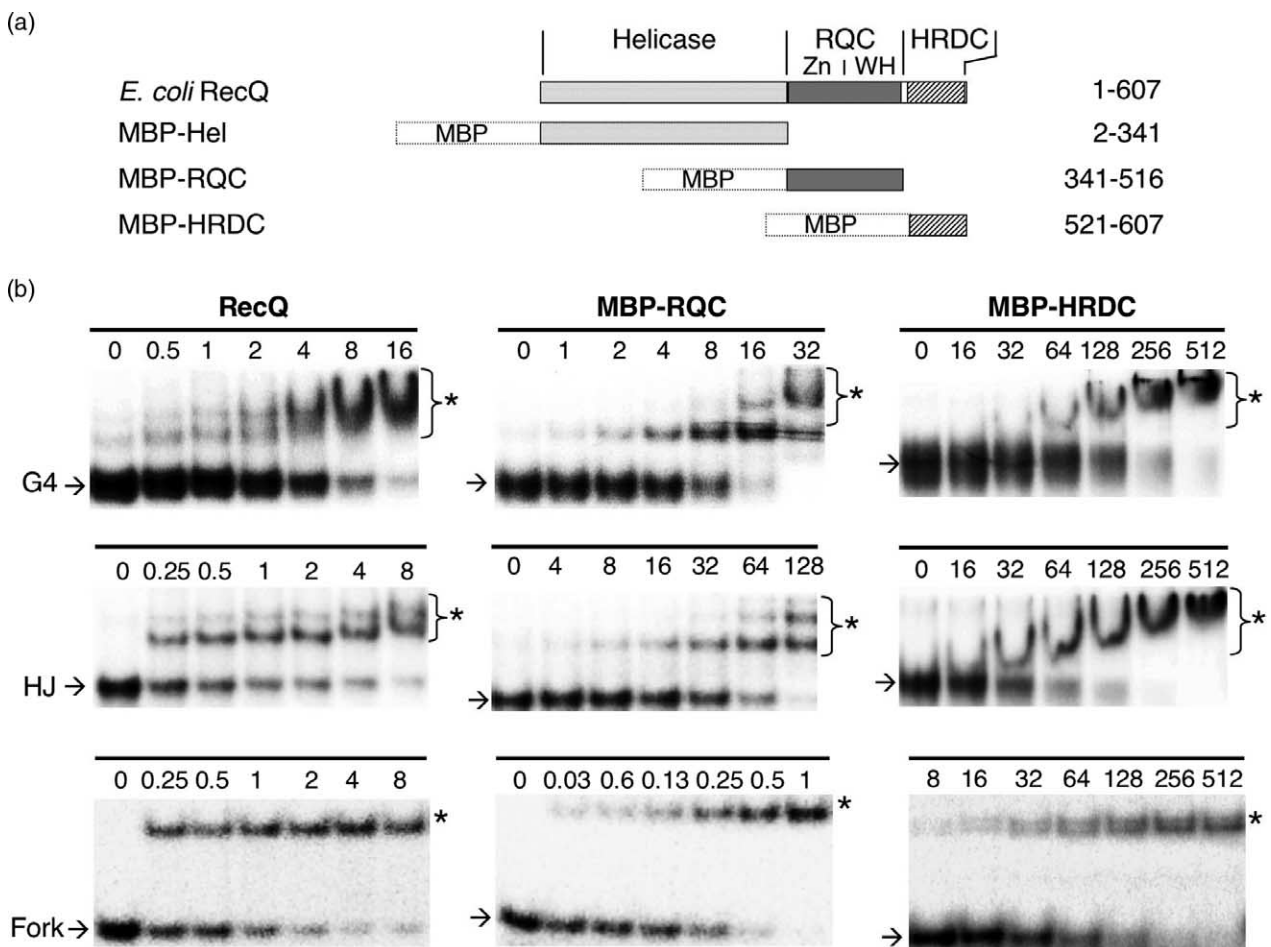 (a)
Helicase RQC HRDC
Zn WH
E. coli RecQ 1-607
MBP-Hel MBP 2-341
MBP-RQC MBP 341-516
MBP-HRDC MBP 521-607
(b)
RecQ MBP-RQC MBP-HRDC
0 0.5 1 2 4 8 16 0 1 2 4 8 16 32 0 16 32 64 128 256 512
* * *
G4 → → →
0 0.25 0.5 1 2 4 8 0 4 8 16 32 64 128 0 16 32 64 128 256 512
* * *
HJ → → →
0 0.25 0.5 1 2 4 8 0 0.03 0.6 0.13 0.25 0.5 1 8 16 32 64 128 256 512
* * *
Fork → → →